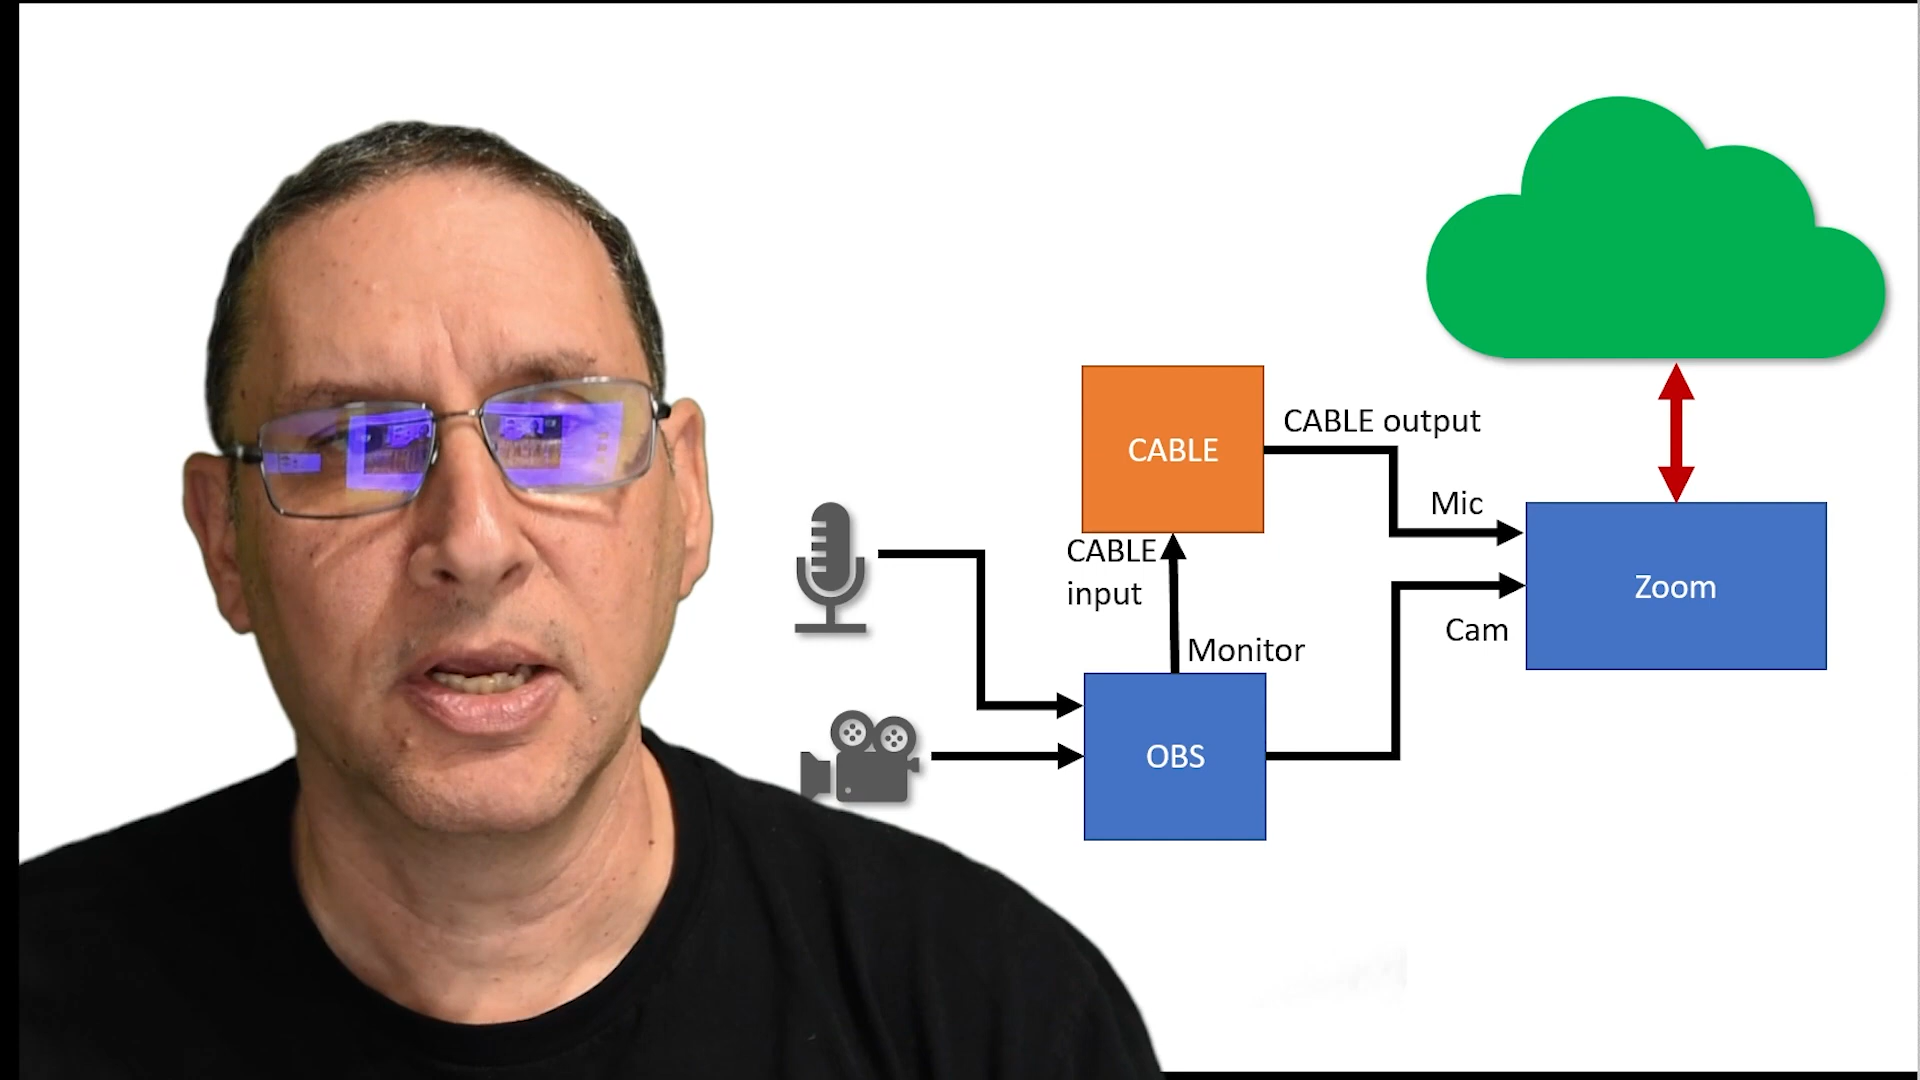 CABLE
CABLE output
Mic
CABLE
input
Zoom
Cam
Monitor
OBS